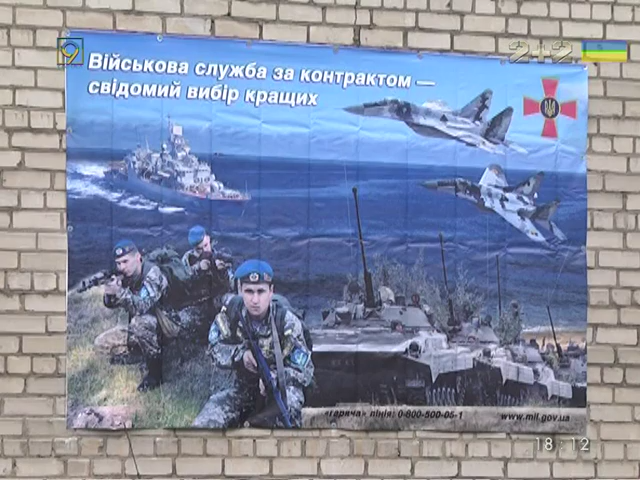 9
2+2
Військова служба за контрактом —
свідомий вибір кращих
«гаряча» лінія: 0-800-500-05-1
www.mil.gov.ua
18:12